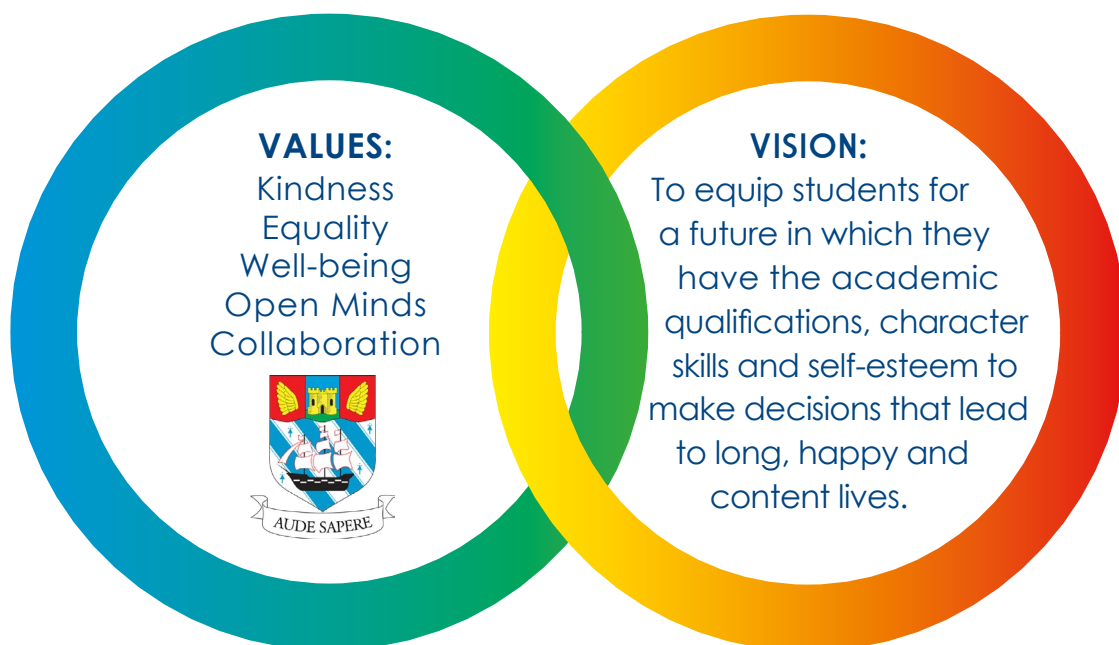 VALUES:
Kindness
Equality
Well-being
Open Minds
Collaboration
AUDE SAPERE
VISION:
To equip students for
a future in which they
have the academic
qualifications, character
skills and self-esteem to
make decisions that lead
to long, happy and
content lives.